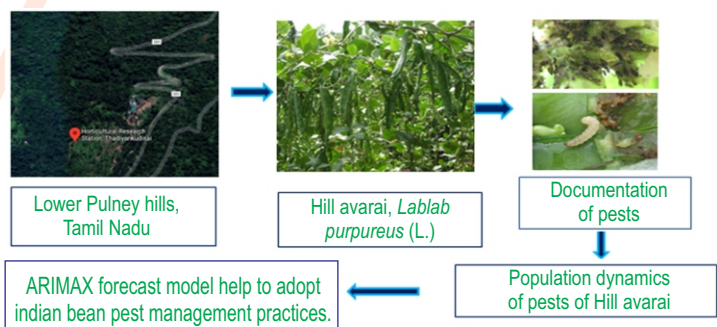 Horticultural Research
Station, Thadiyankudisai
Lower Pulney hills,
Tamil Nadu
Hill avarai, Lablab
purpureus (L.)
Documentation
of pests
Population dynamics
of pests of Hill avarai
ARIMAX forecast model help to adopt
indian bean pest management practices.